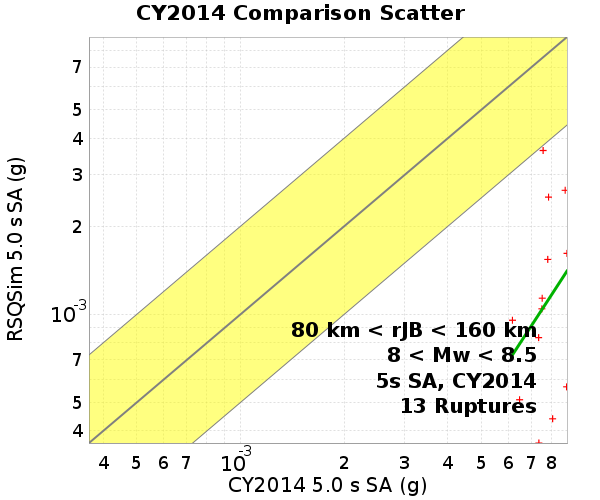 CY2014 Comparison Scatter
RSQSim 5.0 s SA (g)
7
5
4
3
2
10-3
7
5
4
80 km < rJB < 160 km
8 < Mw < 8.5
5s SA, CY2014
13 Ruptures
4 5 6 7 10-3 2 3 4 5 6 7 8
CY2014 5.0 s SA (g)